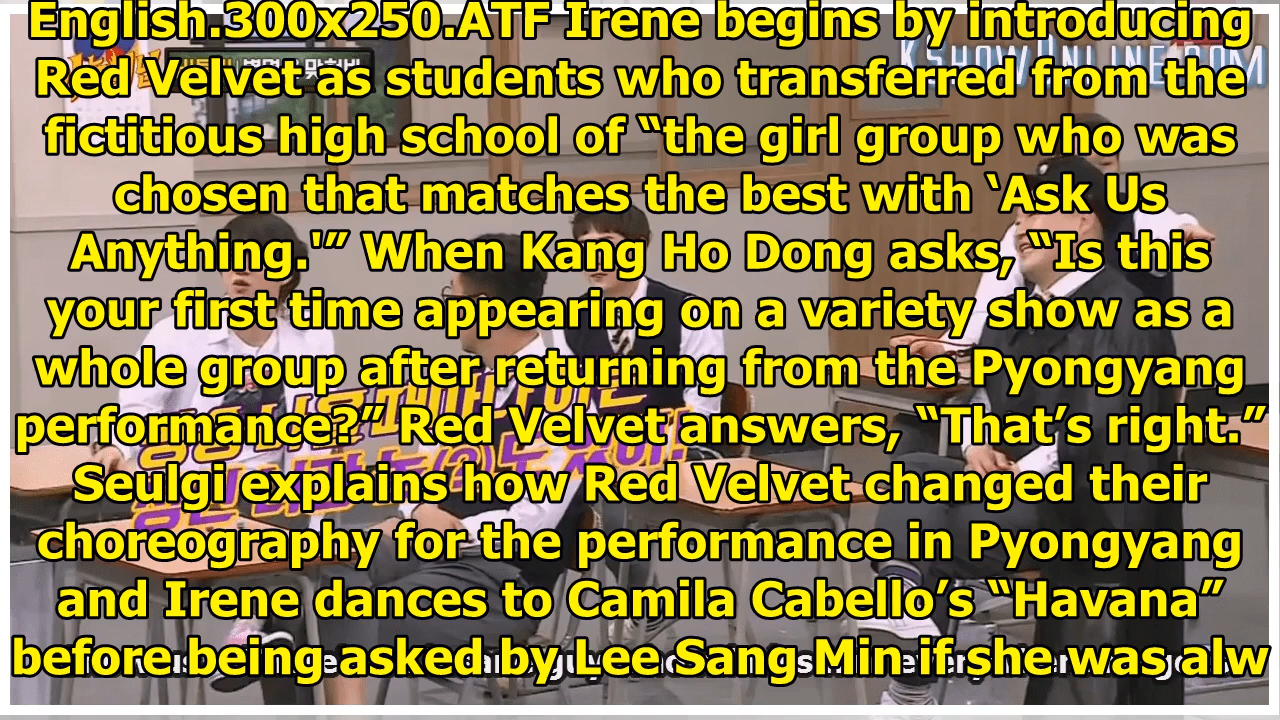 English.300x250.ATF Irene begins by introducing
Red Velvet as students who transferred from the
fictitious high school of “the girl group who was
chosen that matches the best with ‘Ask Us
Anything.'” When Kang Ho Dong asks, “Is this
your first time appearing on a variety show as a
whole group after returning from the Pyongyang
performance?” Red Velvet answers, “That’s right.”
Seulgi explains how Red Velvet changed their
choreography for the performance in Pyongyang
and Irene dances to Camila Cabello’s “Havana”
before being asked by Lee Sang Min if she was alw
KSHOWONLINE.COM